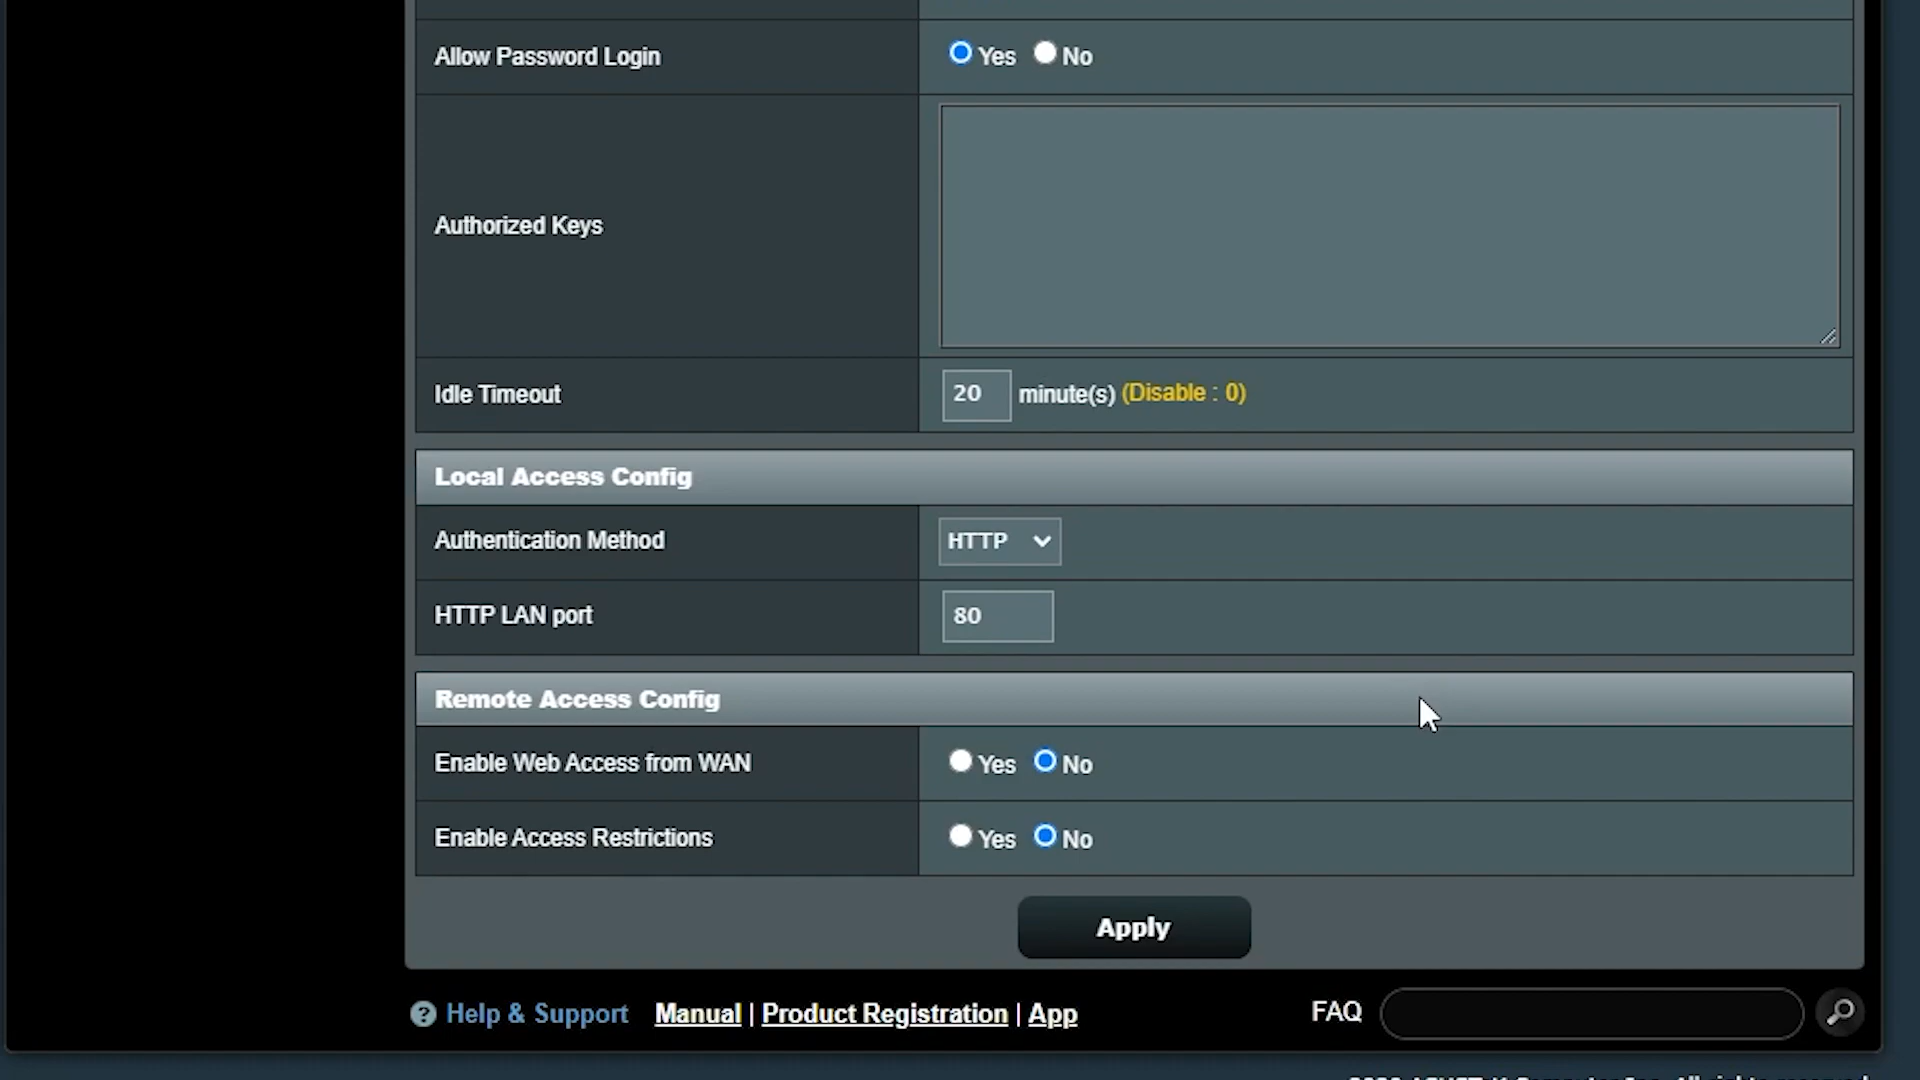 Allow Password Login Yes No
Authorized Keys
Idle Timeout 20 minute(s) (Disable : 0)
Local Access Config
Authentication Method HTTP
HTTP LAN port 80
Remote Access Config
Enable Web Access from WAN Yes No
Enable Access Restrictions Yes No
Apply
? Help & Support Manual | Product Registration | App FAQ